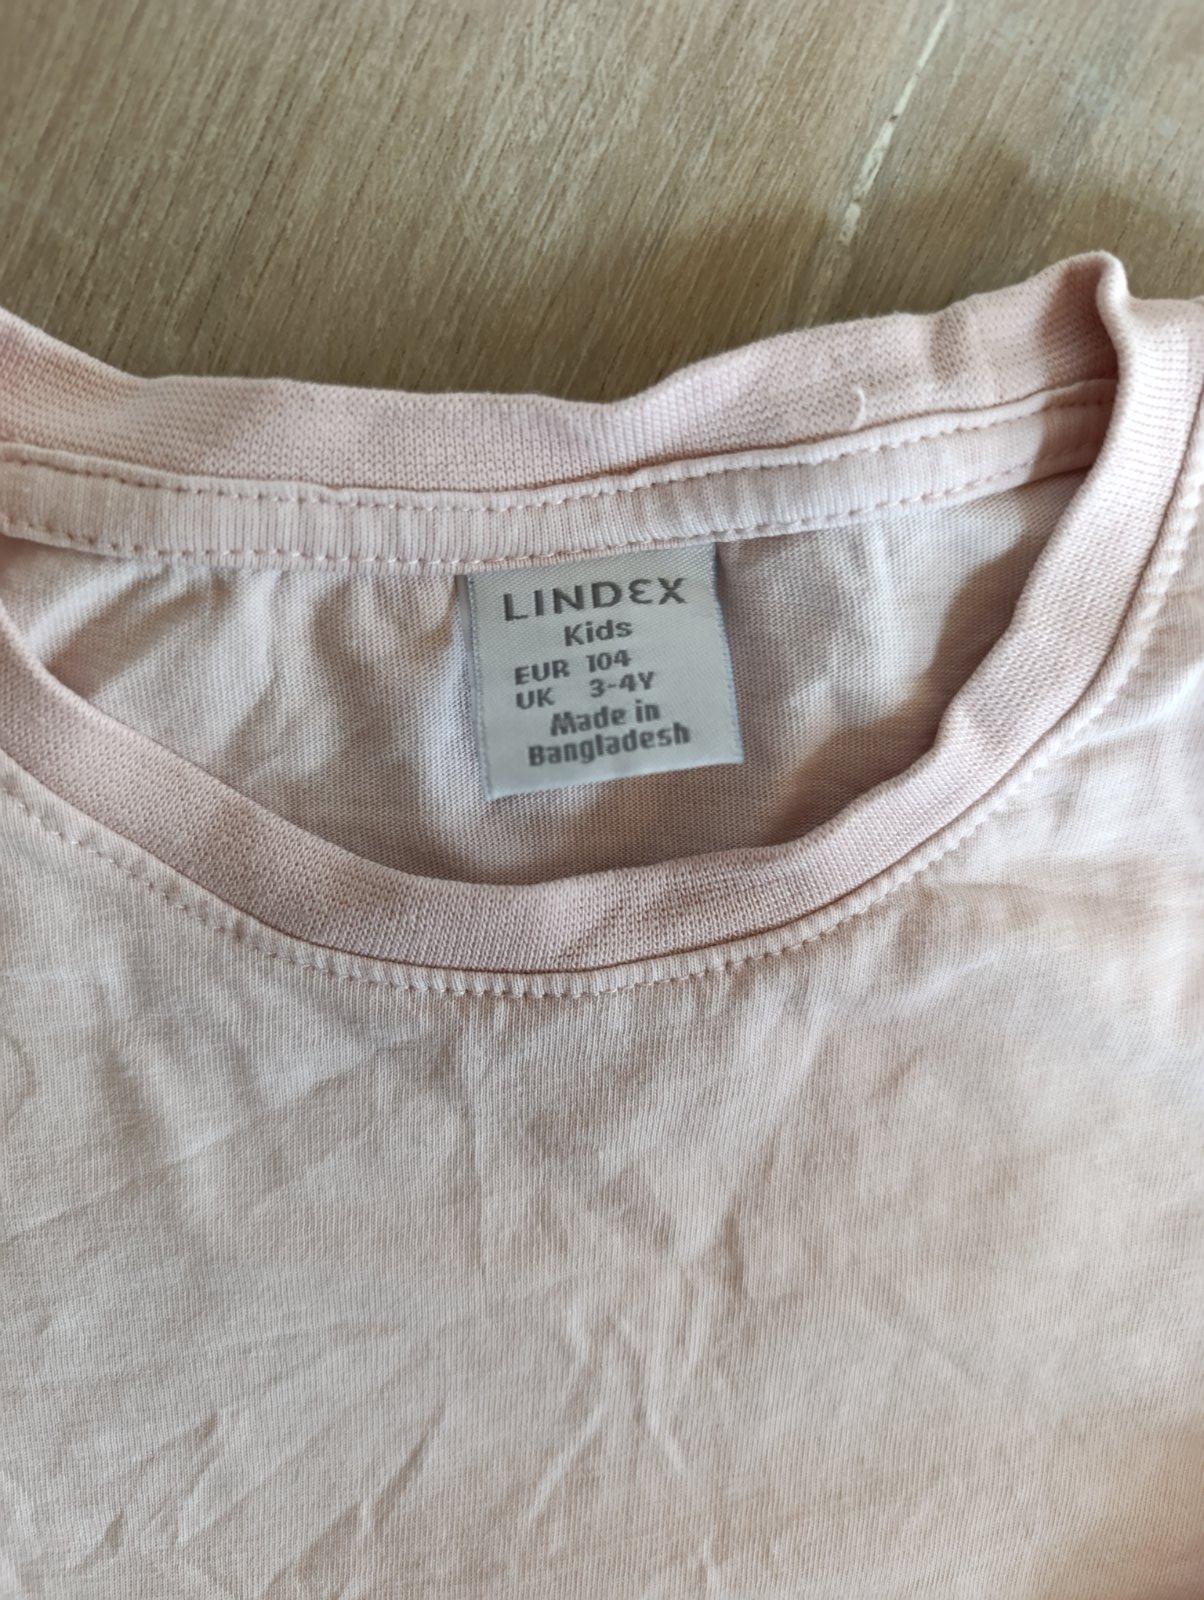 LINDEX
Kids
EUR 104
UK 3-4Y
Made in
Bangladesh